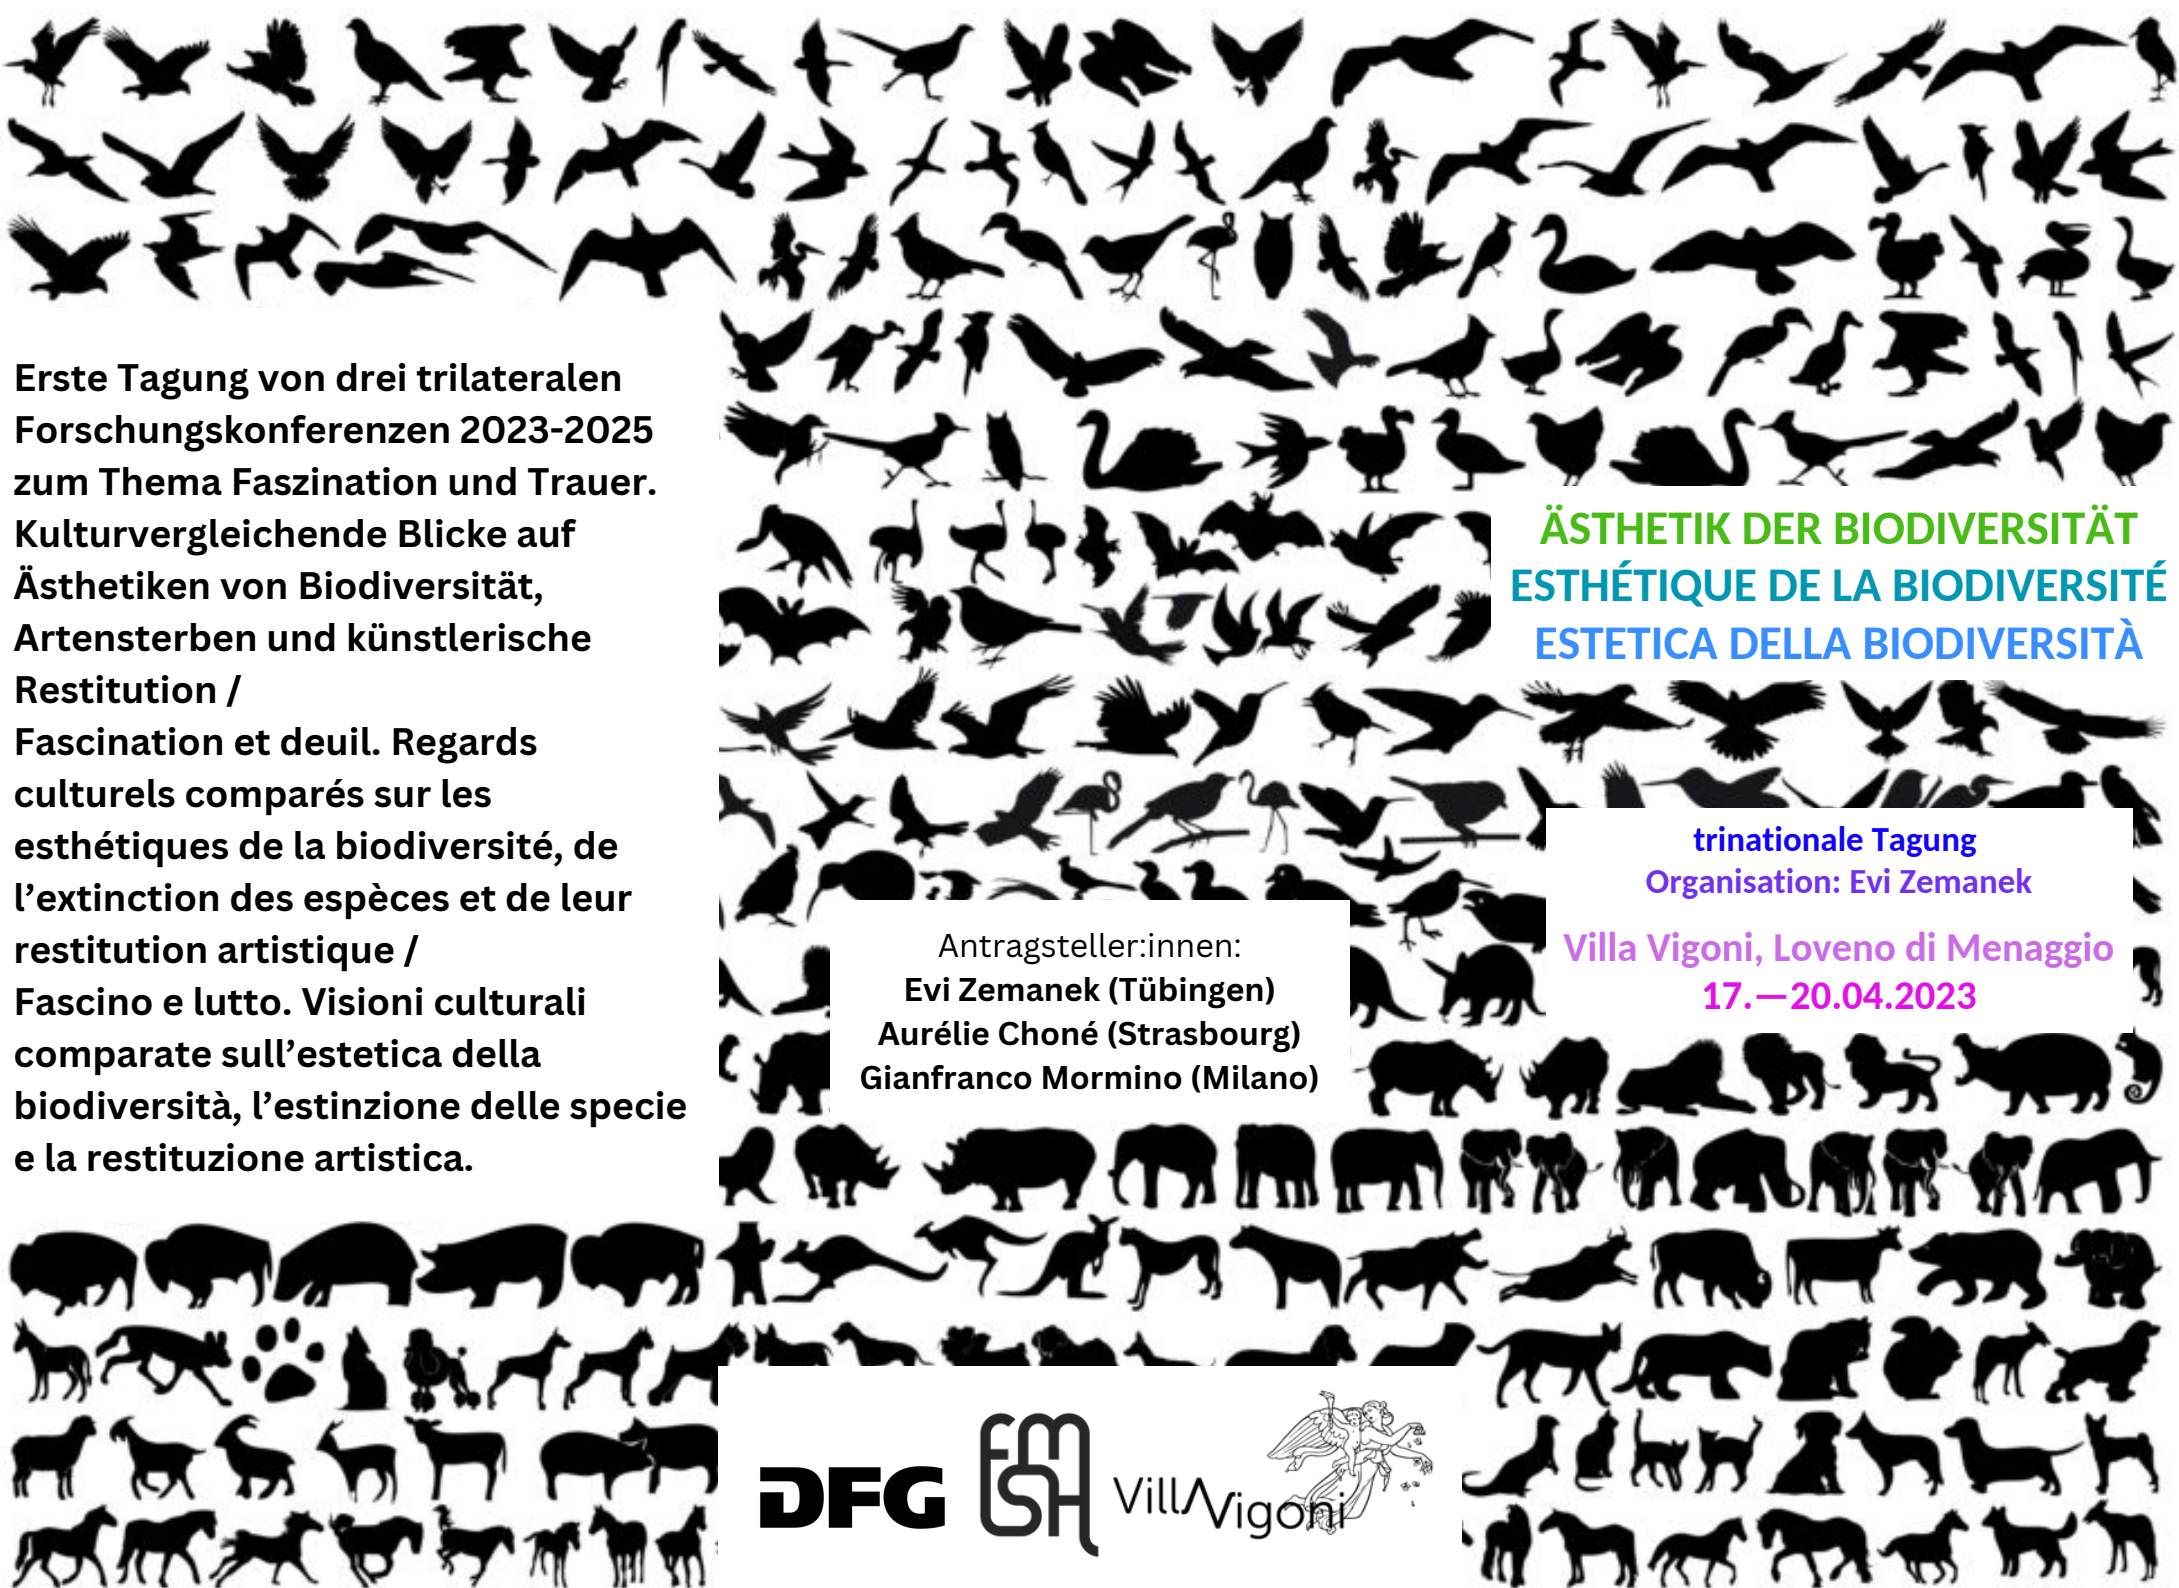 Erste Tagung von drei trilateralen
Forschungskonferenzen 2023-2025
zum Thema Faszination und Trauer.
Kulturvergleichende Blicke auf
Ästhetiken von Biodiversität,
Artensterben und künstlerische
Restitution /
Fascination et deuil. Regards
culturels comparés sur les
esthétiques de la biodiversité, de
l’extinction des espèces et de leur
restitution artistique /
Fascino e lutto. Visioni culturali
comparate sull’estetica della
biodiversità, l’estinzione delle specie
e la restituzione artistica.
ÄSTHETIK DER BIODIVERSITÄT
ESTHÉTIQUE DE LA BIODIVERSITÉ
ESTETICA DELLA BIODIVERSITÀ
trinationale Tagung
Organisation: Evi Zemanek
Villa Vigoni, Loveno di Menaggio
17.—20.04.2023
Antragsteller:innen:
Evi Zemanek (Tübingen)
Aurélie Choné (Strasbourg)
Gianfranco Mormino (Milano)
DFG
FMSH
Villa Vigoni